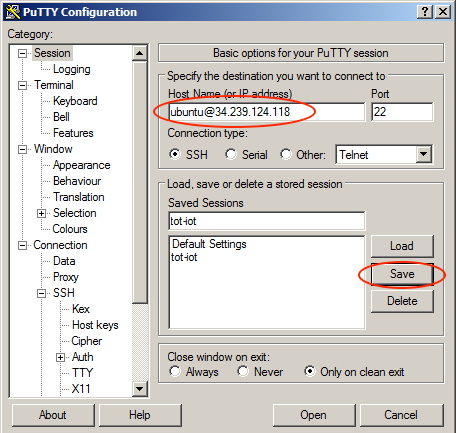 PuTTY Configuration
Category:
Session
Logging
Terminal
Keyboard
Bell
Features
Window
Appearance
Behaviour
Translation
Selection
Colours
Connection
Data
Proxy
SSH
Kex
Host keys
Cipher
Auth
TTY
X11
Basic options for your PuTTY session
Specify the destination you want to connect to
Host Name (or IP address) Port
ubuntu@34.239.124.118 22
Connection type:
SSH Serial Other: Telnet
Load, save or delete a stored session
Saved Sessions
tot-iot
Default Settings
tot-iot
Load
Save
Delete
Close window on exit:
Always Never Only on clean exit
About Help Open Cancel